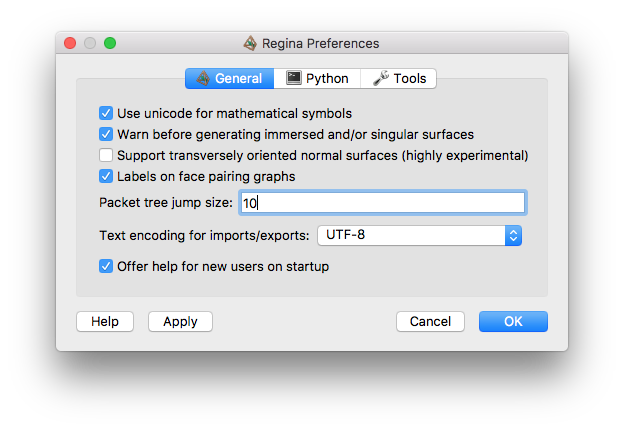 Regina Preferences
General Python Tools
Use unicode for mathematical symbols
Warn before generating immersed and/or singular surfaces
Support transversely oriented normal surfaces (highly experimental)
Labels on face pairing graphs
Packet tree jump size: 10
Text encoding for imports/exports: UTF-8
Offer help for new users on startup
Help Apply Cancel OK